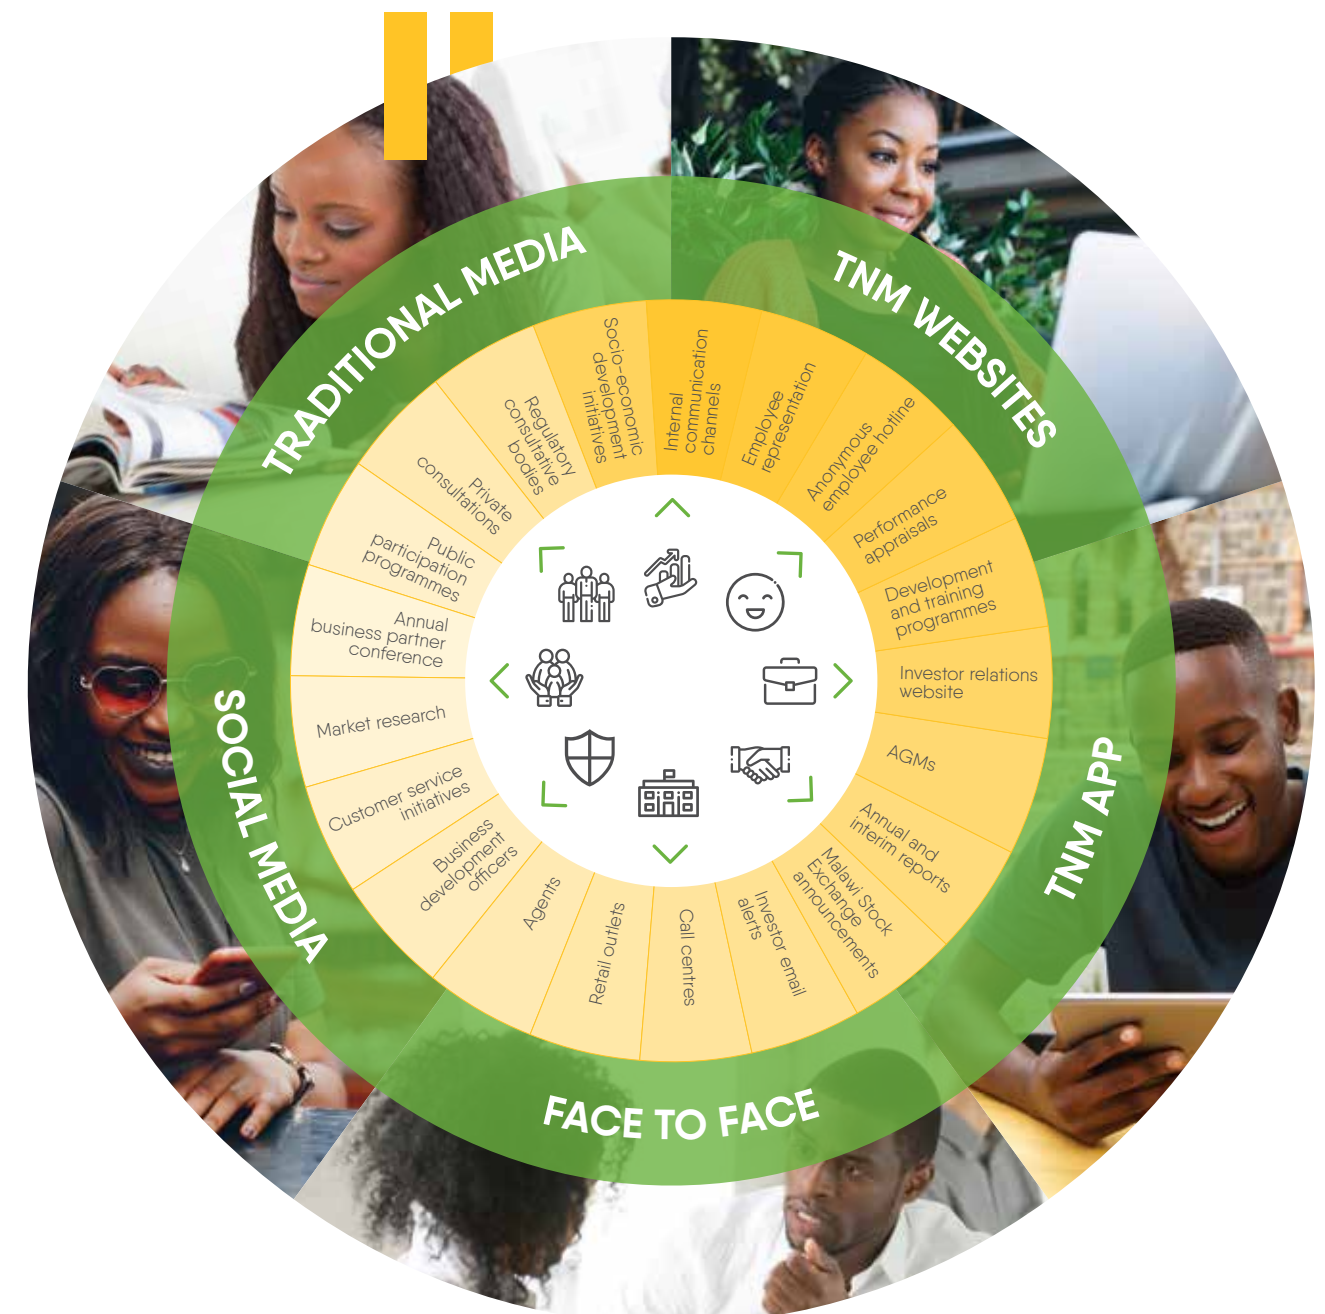 TRADITIONAL MEDIA
TNM WEBSITES
TNM APP
FACE TO FACE
SOCIAL MEDIA
Internal
communication
channels
Employee
representation
Anonymous
employee hotline
Performance
appraisals
Development
and training
programmes
Investor relations
website
AGMs
Annual and
interim reports
Malawi Stock
Exchange
announcements
Investor email
alerts
Call centres
Retail outlets
Agents
Business
development
officers
Customer service
initiatives
Market research
Annual
business partner
conference
Public
participation
programmes
Private
consultations
Regulatory
consultative
bodies
Socio-economic
development
initiatives